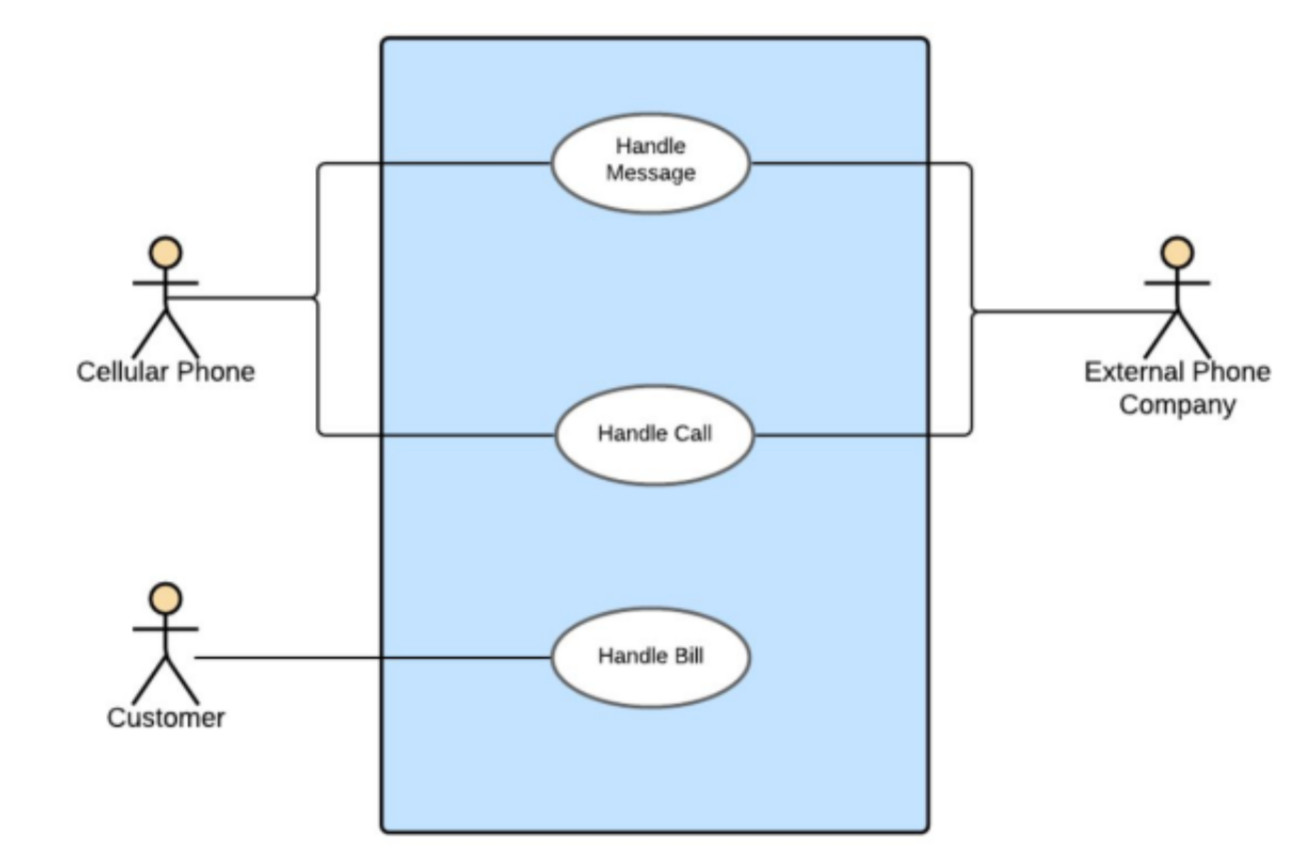 Handle
Message
Cellular Phone
External Phone
Company
Handle Call
Handle Bill
Customer